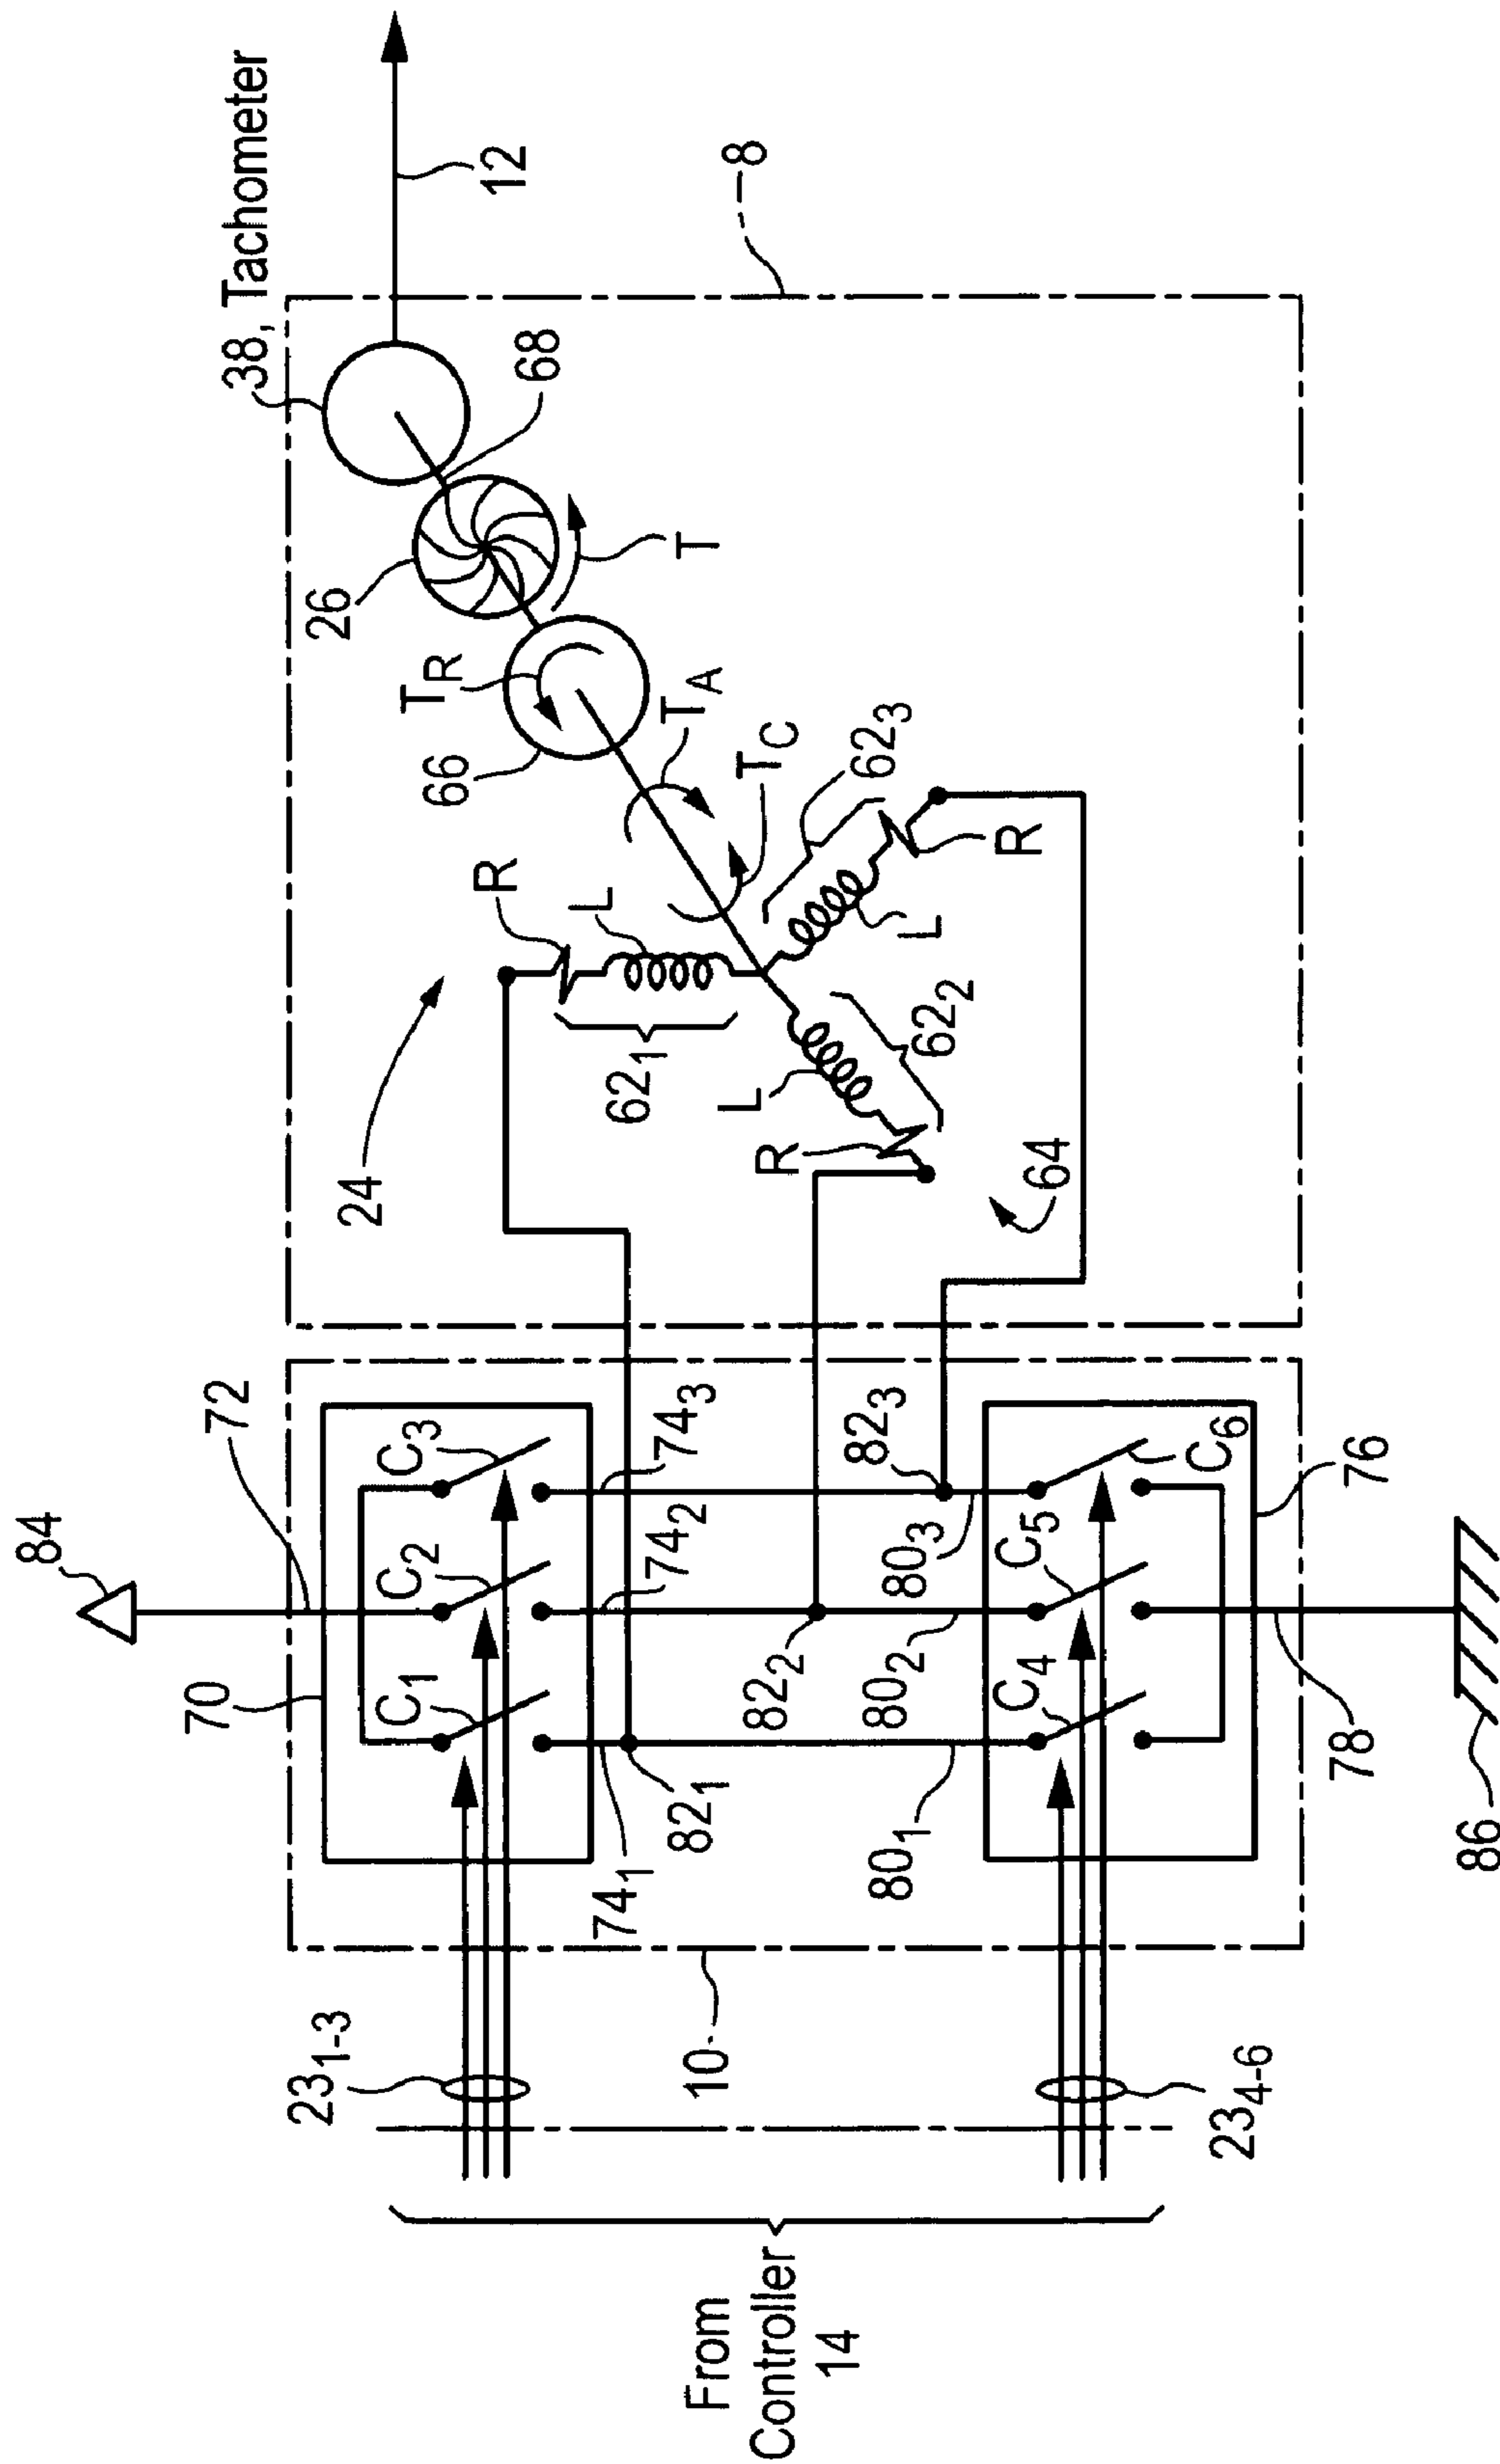 84
72
70
C1
C2
C3
231-3
741
742
743
821
822
823
10
From
Controller
14
801
802
803
C4
C5
C6
234-6
76
78
86
24
R
L
621
R
L
622
R
L
623
64
TC
TA
TR
66
26
T
68
38, Tachometer
12
8